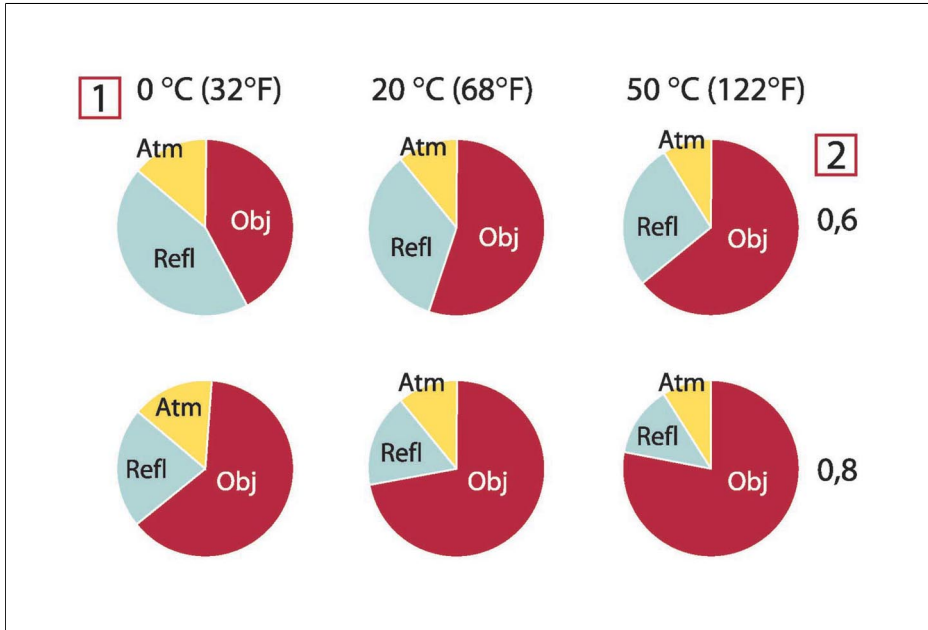 1 0 °C (32°F) 20 °C (68°F) 50 °C (122°F)
2
Atm Atm Atm
Obj Refl Obj Refl Obj Refl
0,6
Atm Atm Atm
Refl Obj Refl Obj Refl Obj
0,8